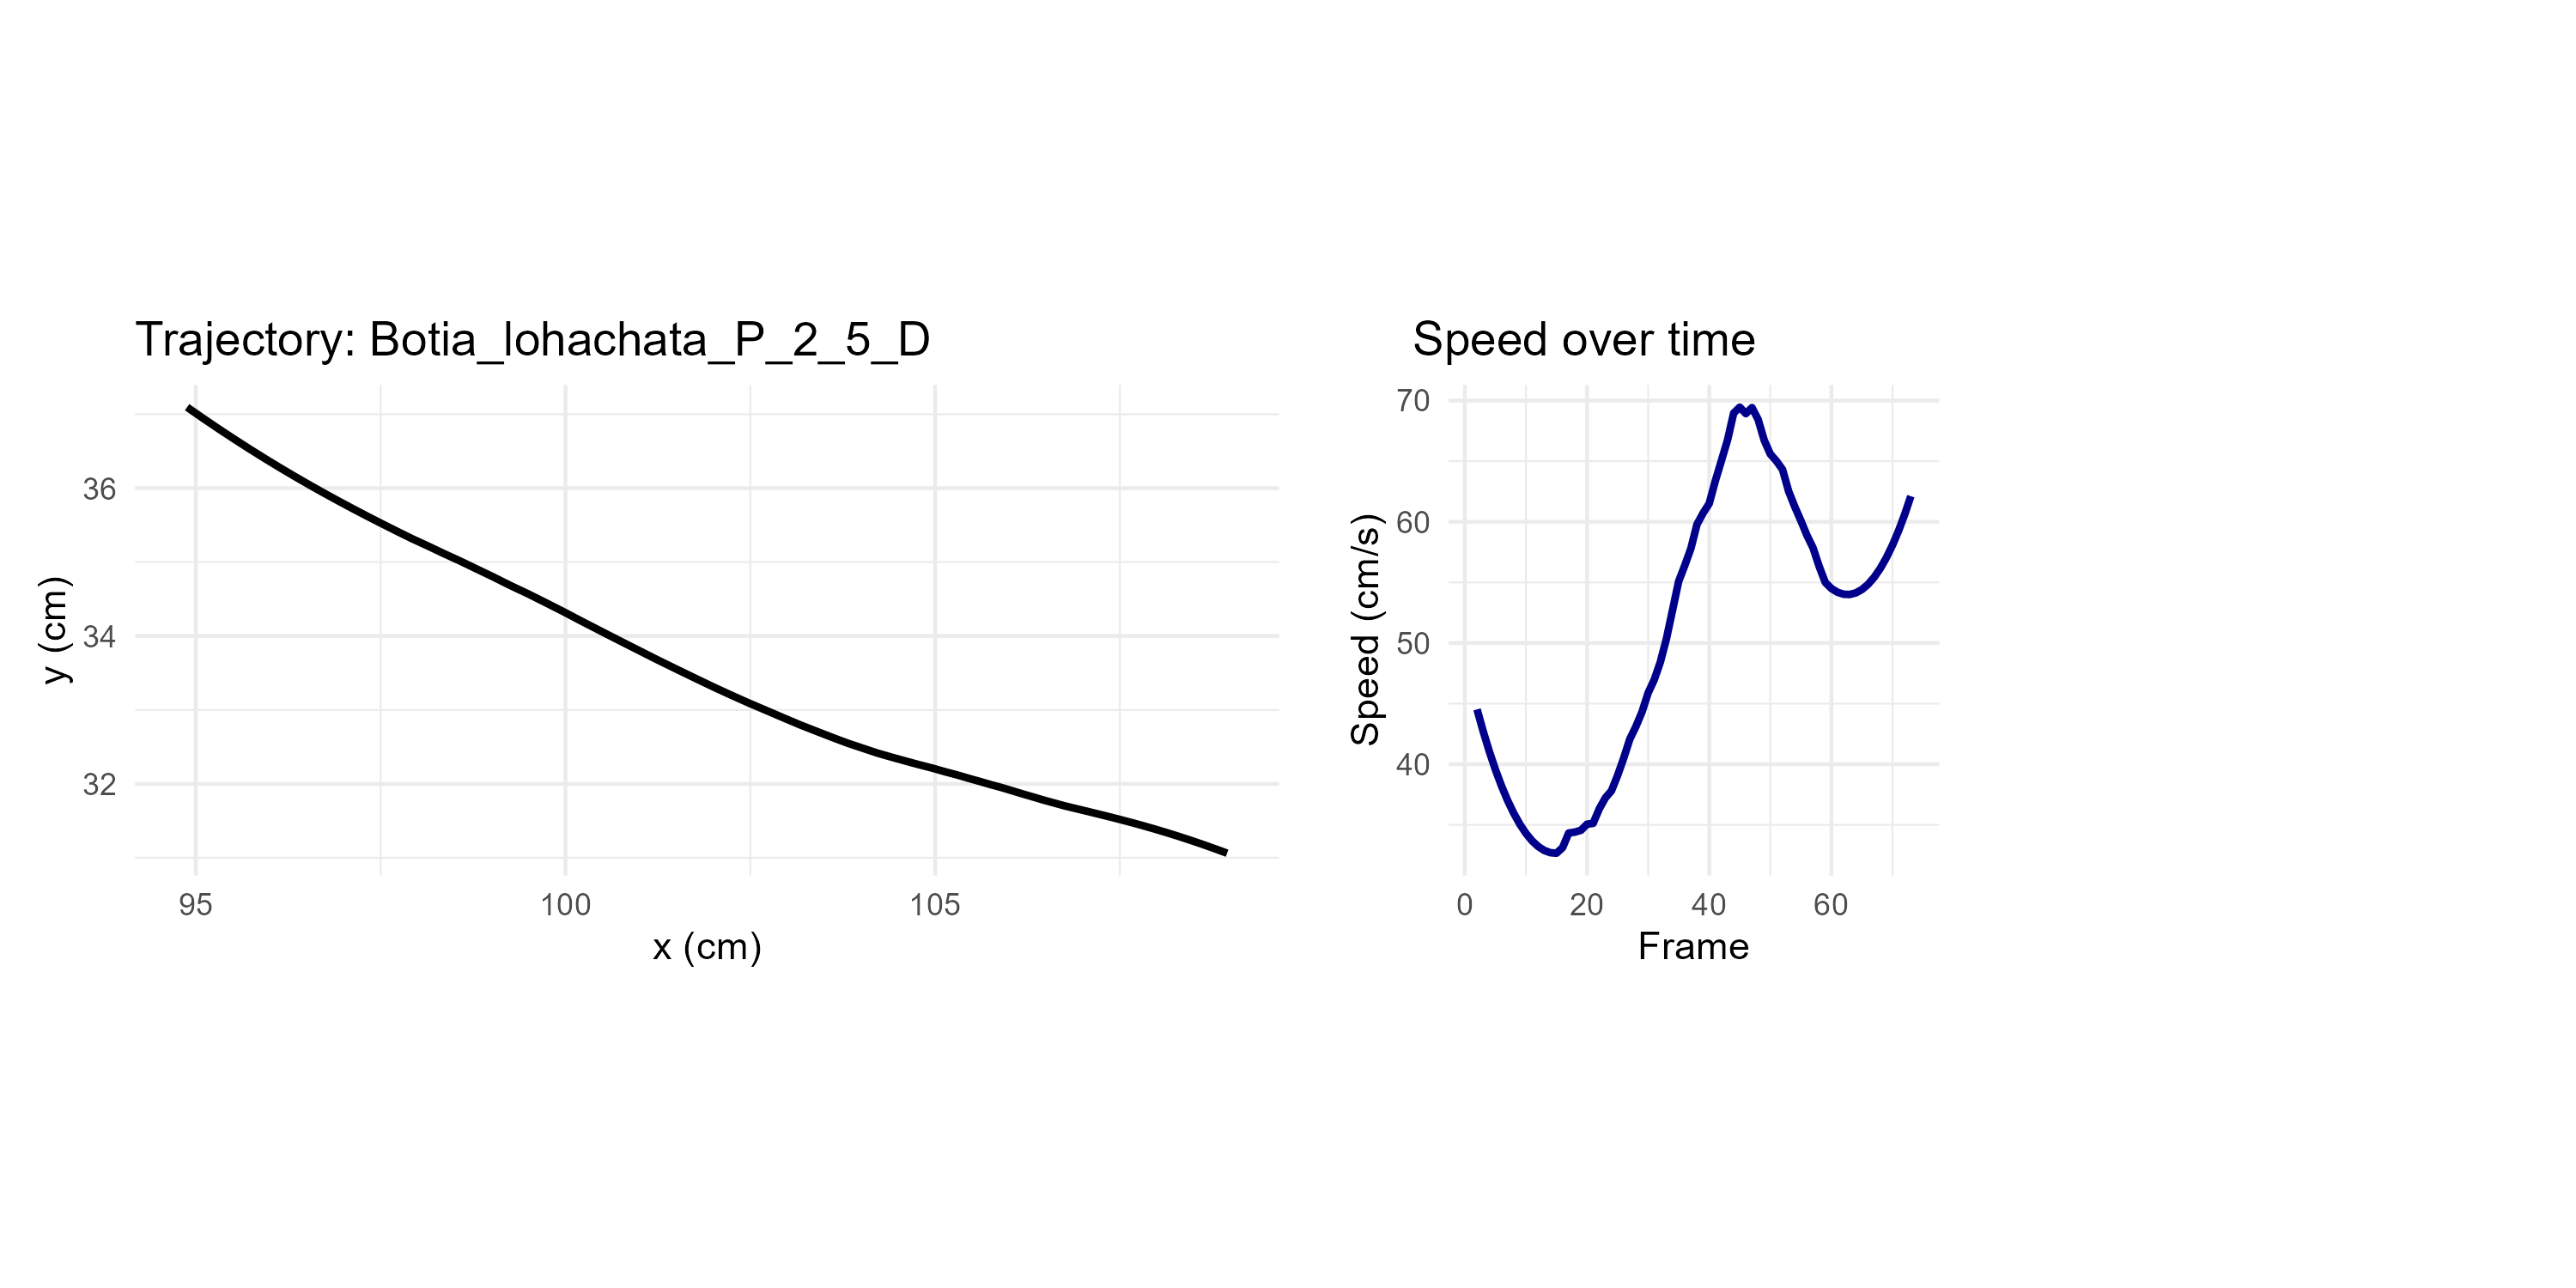 Trajectory: Botia_lohachata_P_2_5_D
36
34
32
y (cm)
95 100 105
x (cm)
Speed over time
70
60
50
40
Speed (cm/s)
0 20 40 60
Frame